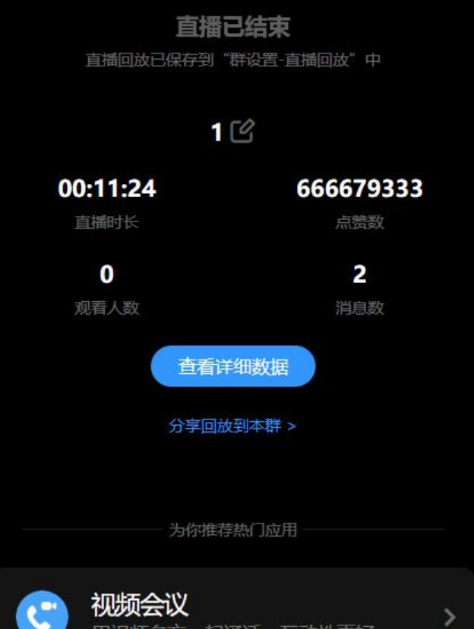 直播已结束
直播回放已保存到“群设置-直播回放”中
1
00:11:24 666679333
直播时长 点赞数
0 2
观看人数 消息数
查看详细数据
分享回放到本群 >
为你推荐热门应用
视频会议